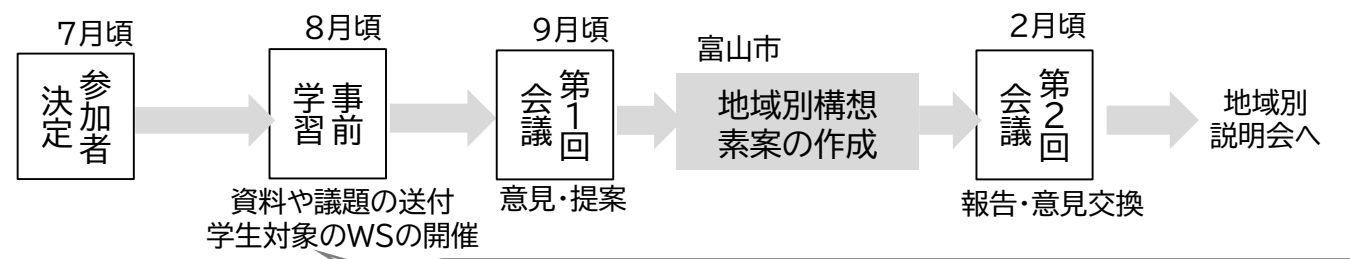 7月頃
参加者
決定
8月頃
事前
学習
資料や議題の送付
学生対象のWSの開催
9月頃
第1回
会議
意見・提案
富山市
地域別構想
素案の作成
2月頃
第2回
会議
報告・意見交換
地域別
説明会へ